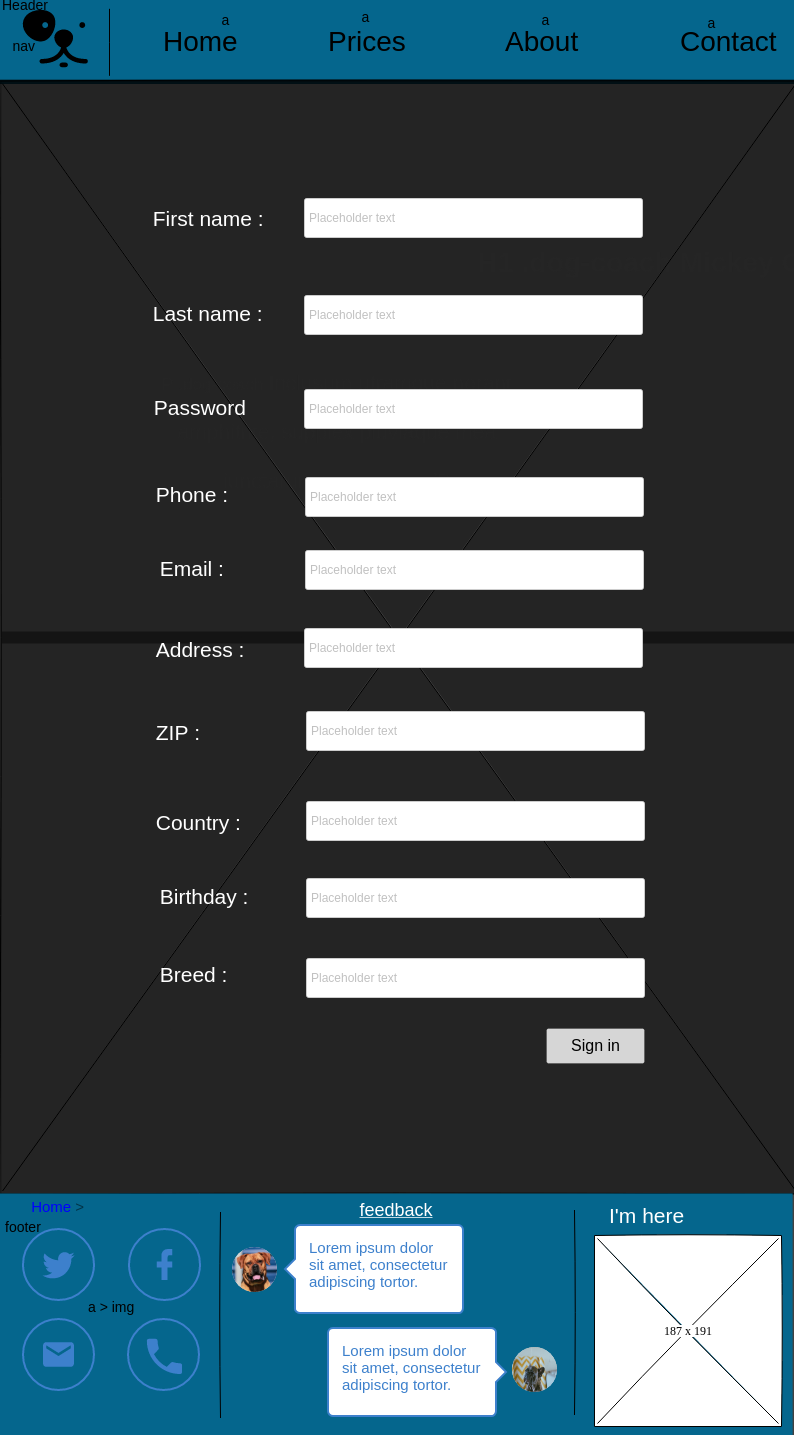 Header
nav
a
a
a
a
Home
Prices
About
Contact
First name :
Placeholder text
Last name :
Placeholder text
Password
Placeholder text
Phone :
Placeholder text
Email :
Placeholder text
Address :
Placeholder text
ZIP :
Placeholder text
Country :
Placeholder text
Birthday :
Placeholder text
Breed :
Placeholder text
Sign in
Home >
footer
a > img
feedback
Lorem ipsum dolor
sit amet, consectetur
adipiscing tortor.
Lorem ipsum dolor
sit amet, consectetur
adipiscing tortor.
I'm here
187 x 191